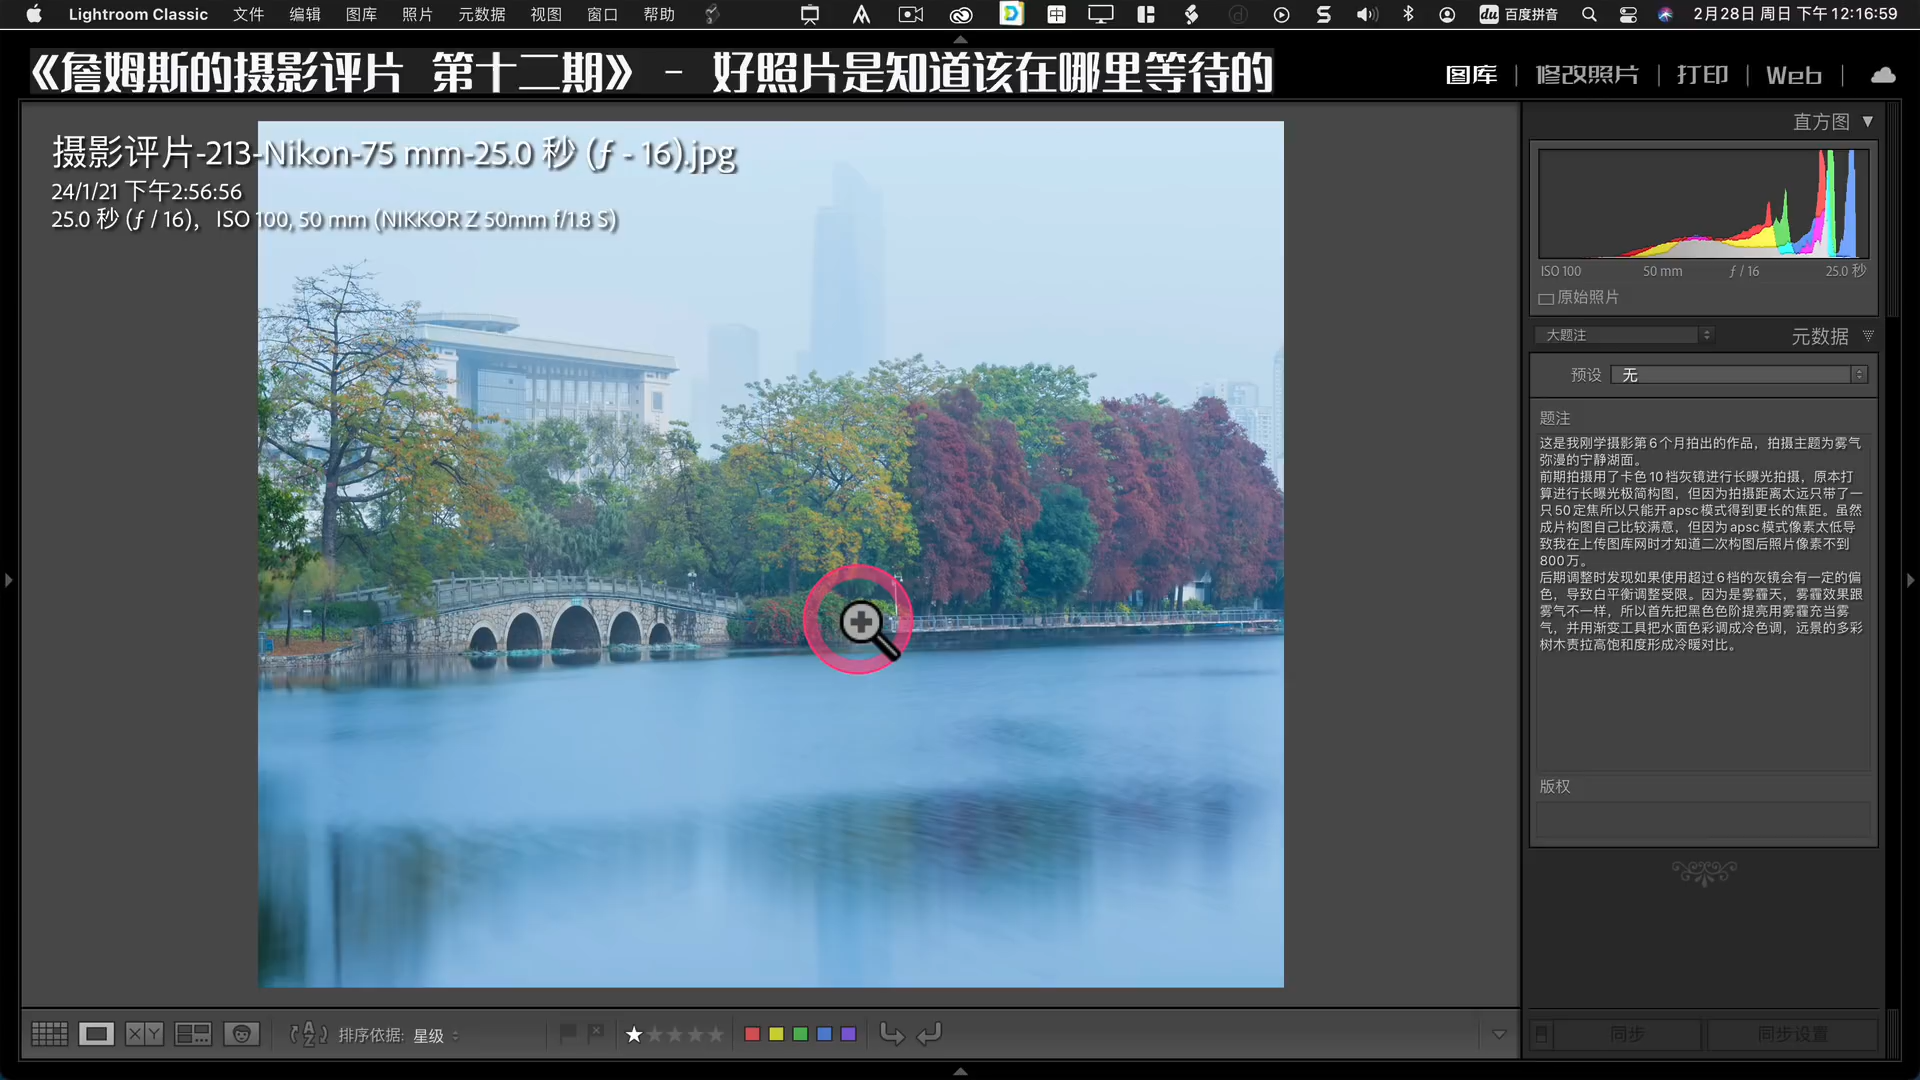 Lightroom Classic 文件 编辑 图库 照片 元数据 视图 窗口 帮助 中 du 百度拼音 2月28日 周日 下午 12:16:59
《詹姆斯的摄影评片 第十二期》 - 好照片是知道该在哪里等待的
图库 | 修改照片 | 打印 | Web |
摄影评片-213-Nikon-75 mm-25.0 秒 (ƒ - 16).jpg
24/1/21 下午2:56:56
25.0 秒 (ƒ / 16), ISO 100, 50 mm (NIKKOR Z 50mm f/1.8 S)
直方图
ISO 100 50 mm ƒ / 16 25.0 秒
原始照片
大题注 元数据
预设 无
题注
这是我刚学摄影第6个月拍出的作品，拍摄主题为雾气
弥漫的宁静湖面。
前期拍摄用了卡色10档灰镜进行长曝光拍摄，原本打
算进行长曝光极简构图，但因为拍摄距离太远只带了一
只50定焦所以只能开apsc模式得到更长的焦距。虽然
成片构图自己比较满意，但因为apsc模式像素太低导
致我在上传图库网时才知道二次构图后照片像素不到
800万。
后期调整时发现如果使用超过6档的灰镜会有一定的偏
色，导致白平衡调整受限。因为是雾霾天，雾霾效果跟
雾气不一样，所以首先把黑色色阶提亮用雾霾充当雾
气，并用渐变工具把水面色彩调成冷色调，远景的多彩
树木责拉高饱和度形成冷暖对比。
版权
XY 排序依据: 星级
同步 同步设置